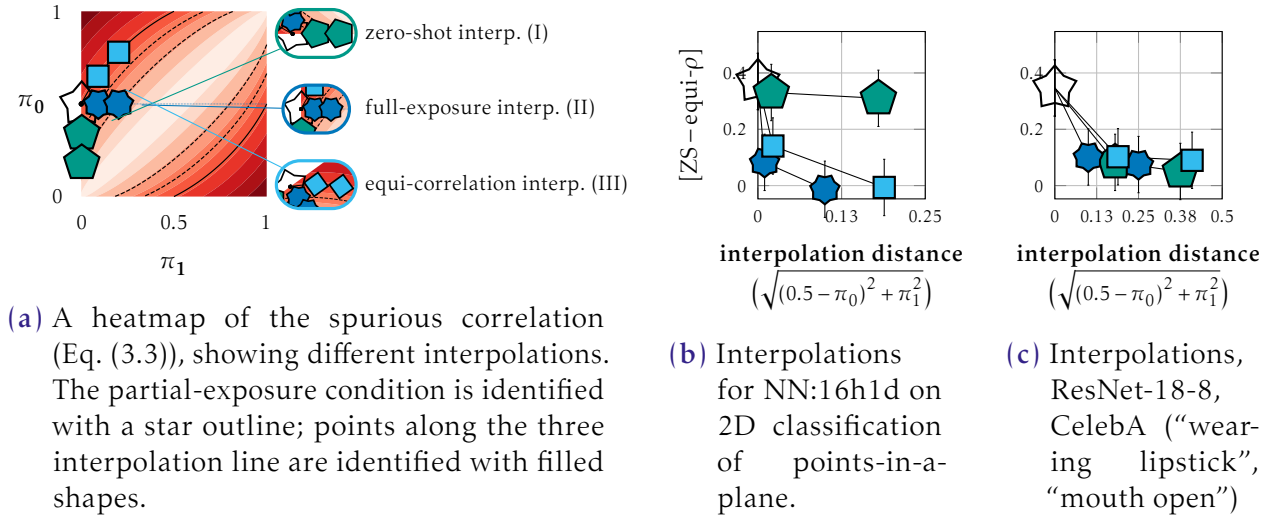 1
π0
0
0
0.5
1
π1
zero-shot interp. (I)
full-exposure interp. (II)
equi-correlation interp. (III)
(a) A heatmap of the spurious correlation
(Eq. (3.3)), showing different interpolations.
The partial-exposure condition is identified
with a star outline; points along the three
interpolation line are identified with filled
shapes.
[ZS – equi-ρ]
0.4
0.2
0
0
0.13
0.25
interpolation distance
(√(0.5 – π0)² + π1²)
(b) Interpolations
for NN:16h1d on
2D classification
of points-in-a-
plane.
0.4
0.2
0
0
0.13
0.25
0.38
0.5
interpolation distance
(√(0.5 – π0)² + π1²)
(c) Interpolations,
ResNet-18-8,
CelebA (“wear-
ing lipstick”,
“mouth open”)